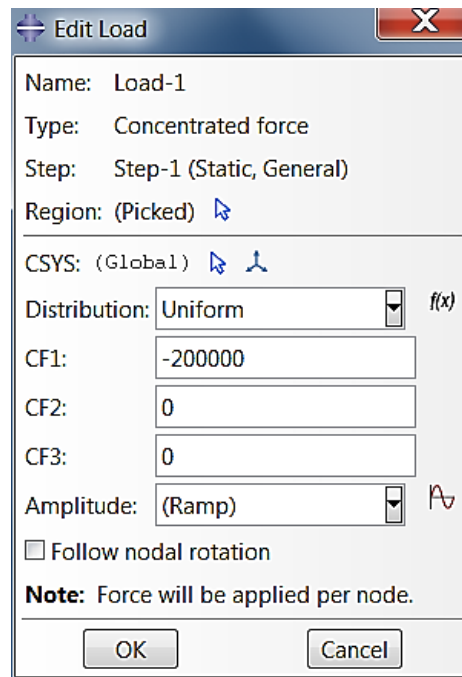 Edit Load
X
Name: Load-1
Type: Concentrated force
Step: Step-1 (Static, General)
Region: (Picked)
CSYS: (Global)
Distribution: Uniform f(x)
CF1: -200000
CF2: 0
CF3: 0
Amplitude: (Ramp)
Follow nodal rotation
Note: Force will be applied per node.
OK Cancel